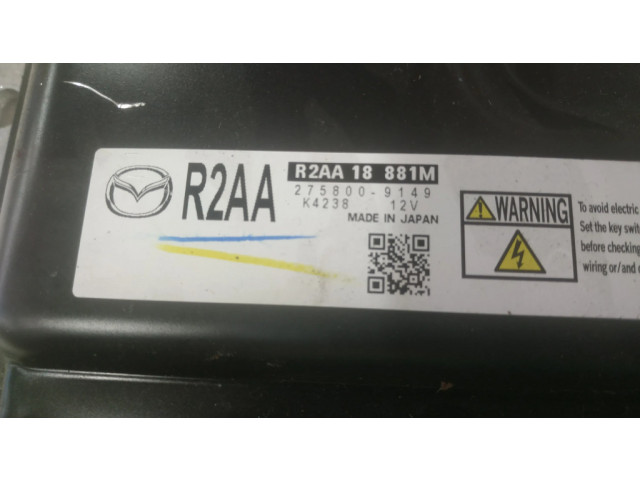 R2AA
R2AA 18 881M
275800-9149
K4238 12V
MADE IN JAPAN
WARNING
To avoid electric
Set the key swit
before checking
wiring or/and